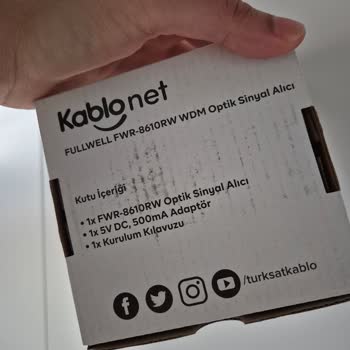 Kablonet
FULLWELL FWR-8610RW WDM Optik Sinyal Alıcı
Kutu İçeriği
• 1x FWR-8610RW Optik Sinyal Alıcı
• 1x 5V DC, 500mA Adaptör
• 1x Kurulum Kılavuzu
/turksatkablo